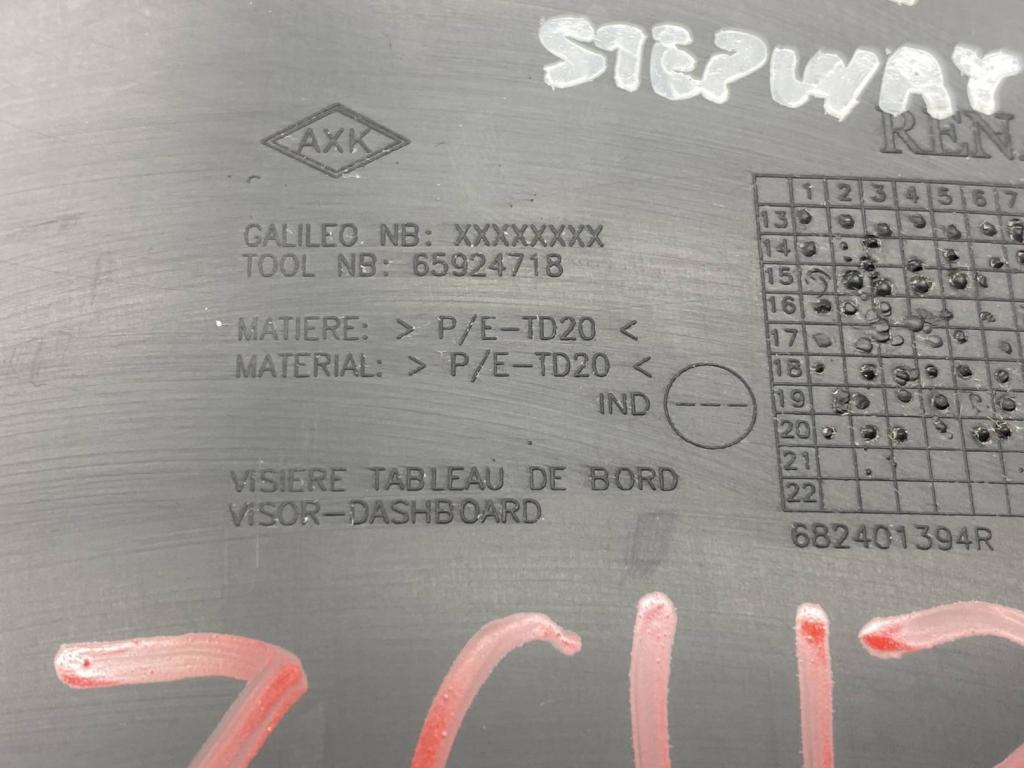 STEPWAY
AXK
REN
GALILEO NB: XXXXXXXX
TOOL NB: 65924718
MATIERE: > P/E-TD20 <
MATERIAL: > P/E-TD20 <
IND
VISIERE TABLEAU DE BORD
VISOR-DASHBOARD
1 2 3 4 5 6 7
13
14
15
16
17
18
19
20
21
22
682401394R